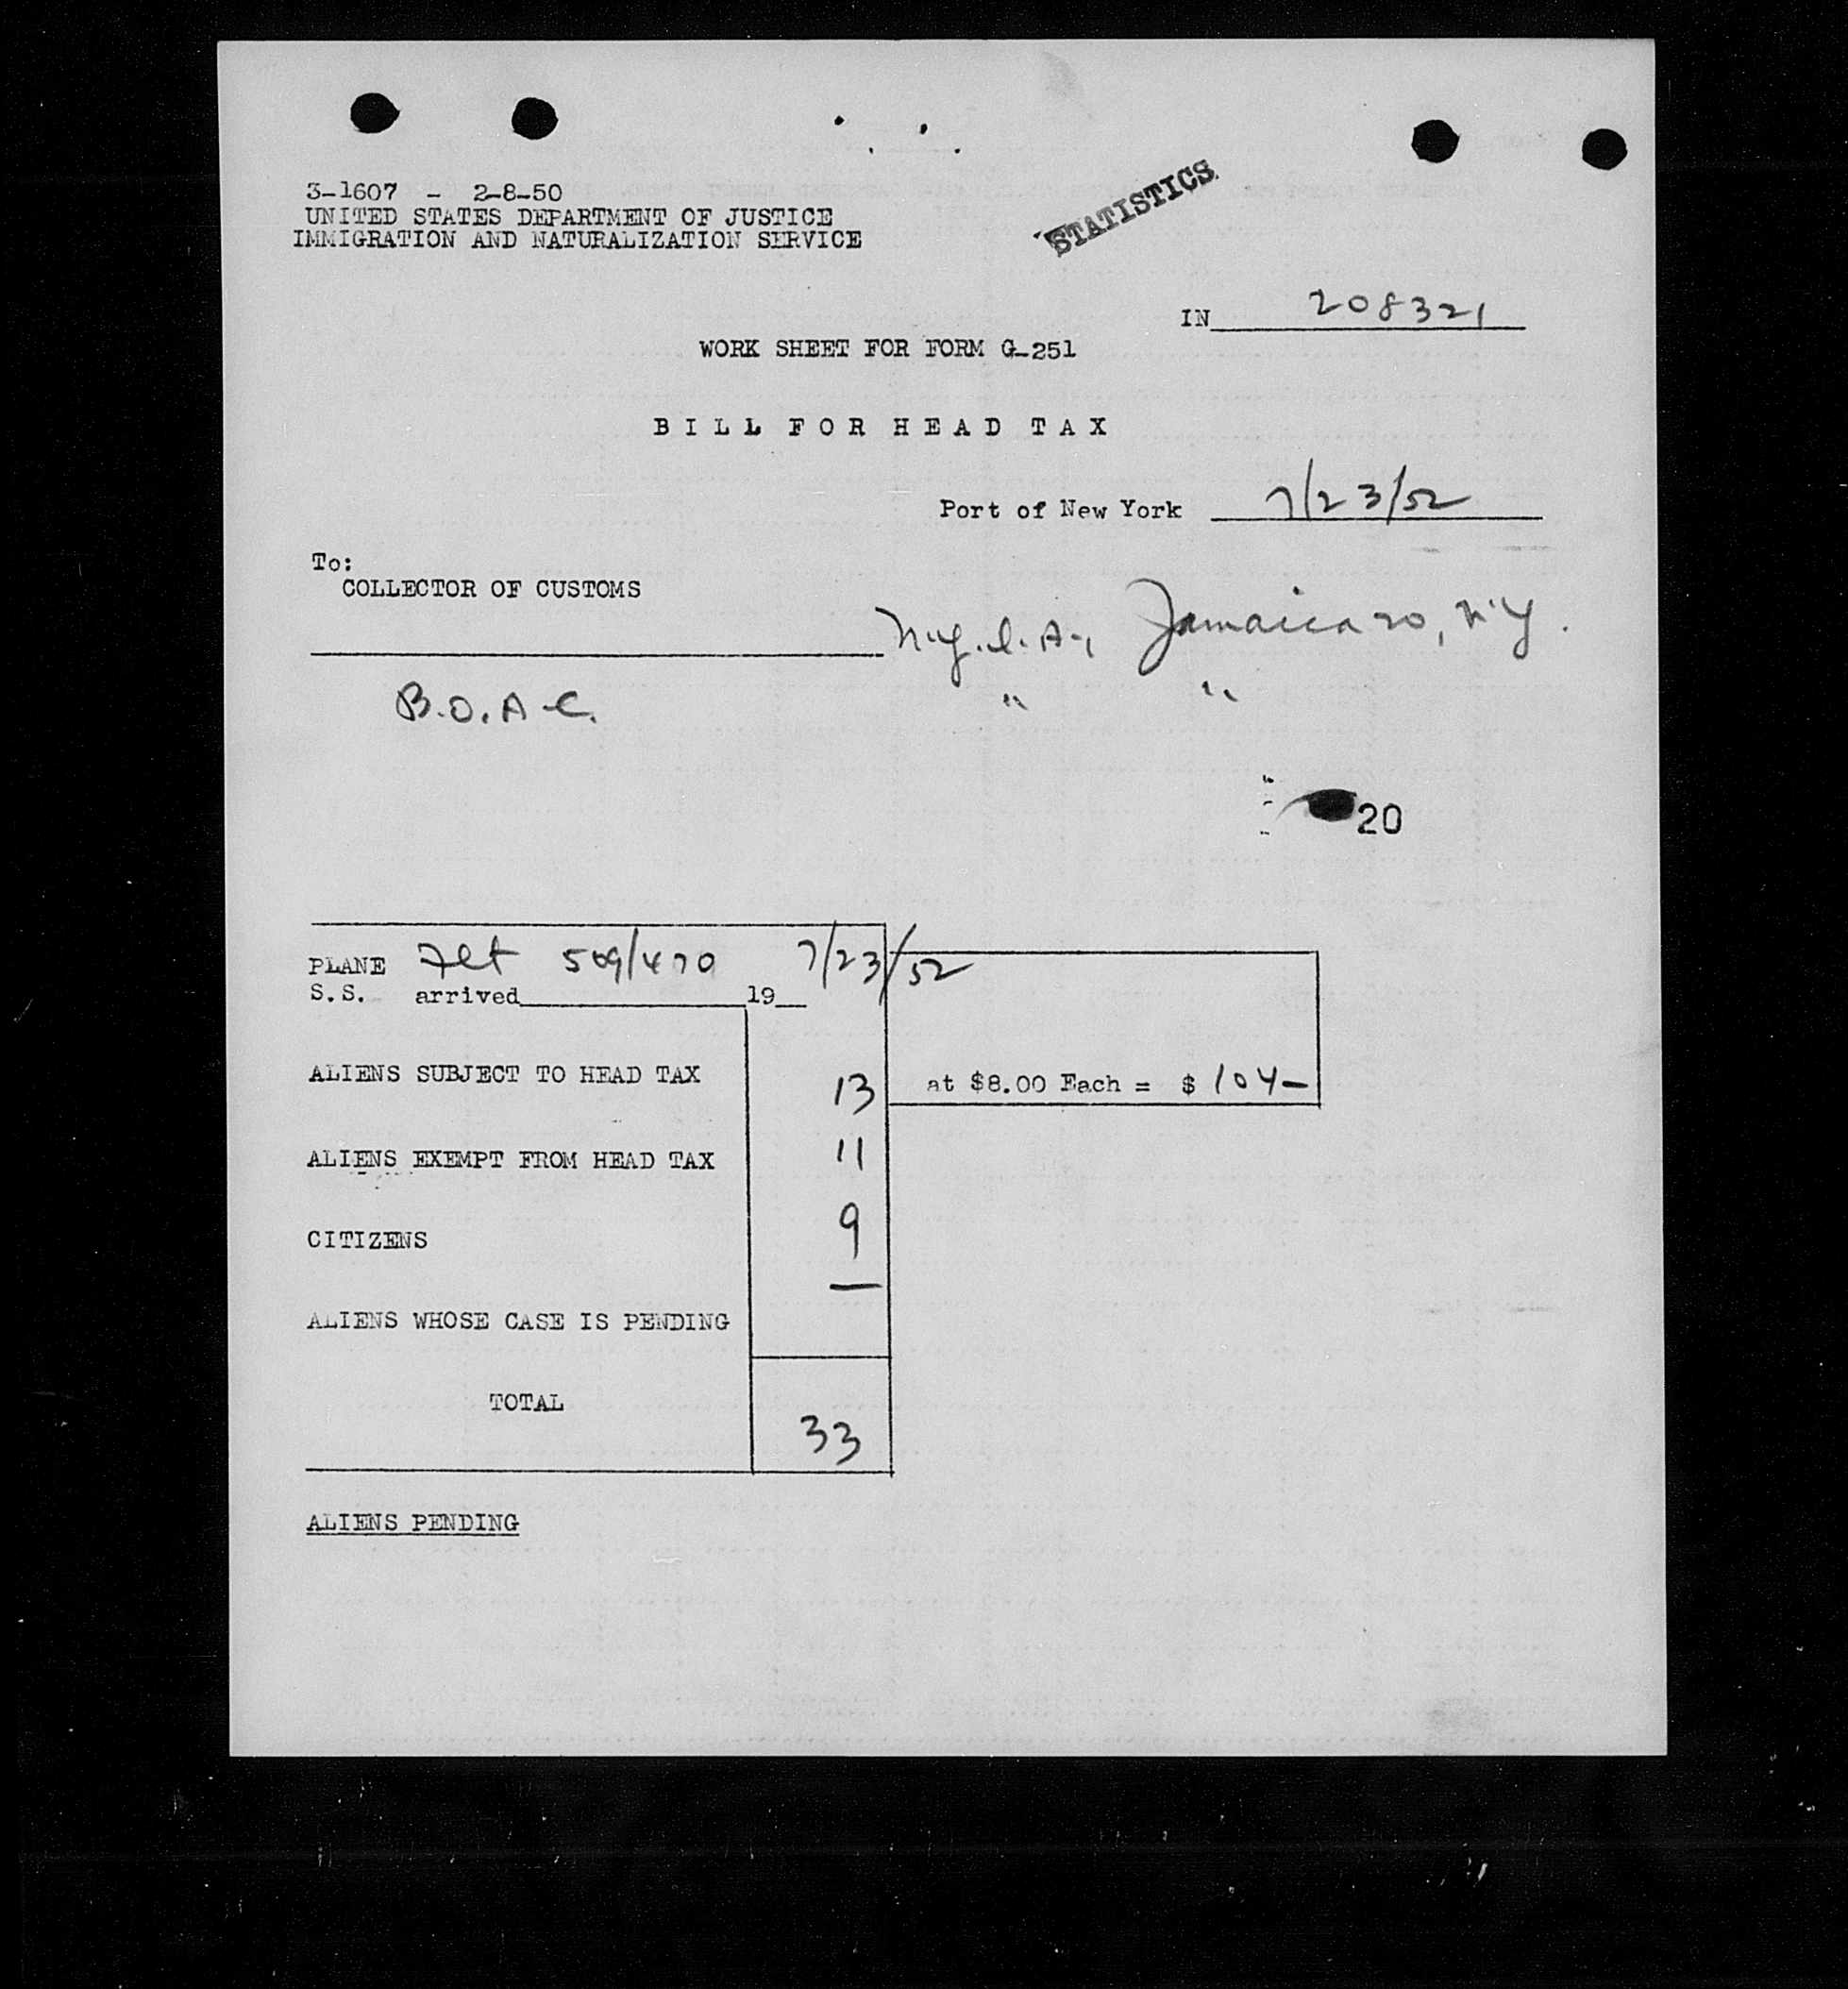 3-1607 - 2-8-50
UNITED STATES DEPARTMENT OF JUSTICE
IMMIGRATION AND NATURALIZATION SERVICE
STATISTICS
IN 208321
WORK SHEET FOR FORM G-251
BILL FOR HEAD TAX
Port of New York 7/23/52
To:
COLLECTOR OF CUSTOMS
N.Y.I.A., Jamaica 20, N.Y.
B.O.A.C. " "
20
PLANE Flt 509/470 7/23/52
S.S. arrived 19
ALIENS SUBJECT TO HEAD TAX 13 at $8.00 Each = $ 104-
ALIENS EXEMPT FROM HEAD TAX 11
CITIZENS 9
ALIENS WHOSE CASE IS PENDING —
TOTAL 33
ALIENS PENDING